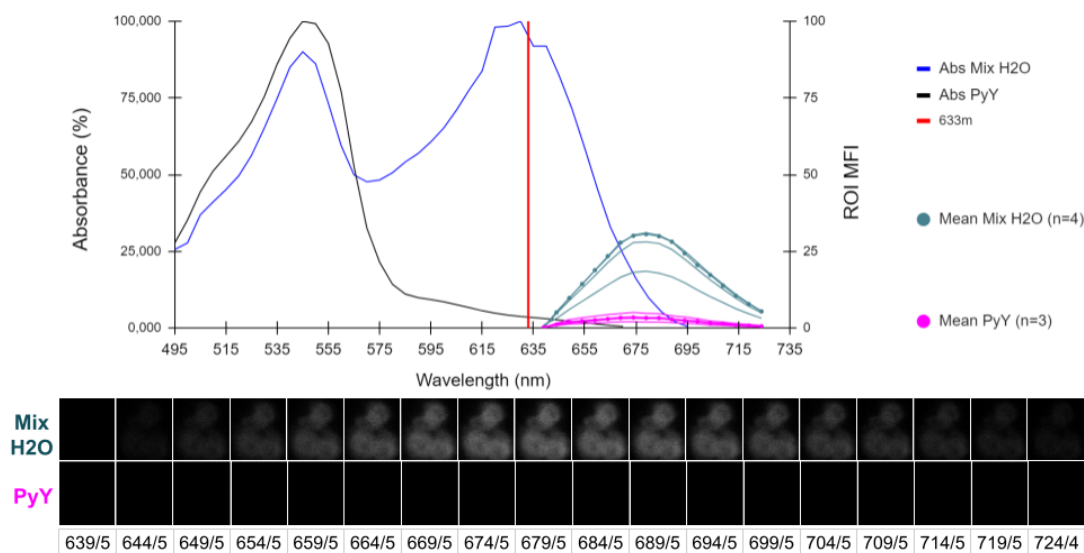 100,000
75,000
50,000
25,000
0,000
Absorbance (%)
100
75
50
25
0
ROI MFI
495 515 535 555 575 595 615 635 655 675 695 715 735
Wavelength (nm)
Abs Mix H2O
Abs PyY
633m
Mean Mix H2O (n=4)
Mean PyY (n=3)
Mix
H2O
PyY
639/5 644/5 649/5 654/5 659/5 664/5 669/5 674/5 679/5 684/5 689/5 694/5 699/5 704/5 709/5 714/5 719/5 724/4